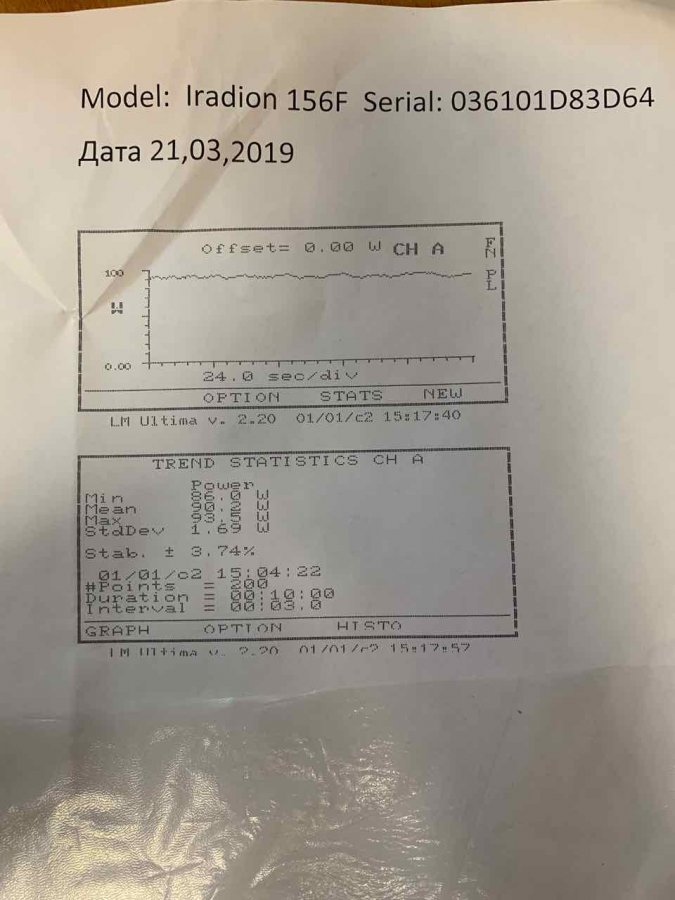 Model: Iradion 156F Serial: 036101D83D64
Дата 21,03,2019
Offset= 0.00 W CH A
FN
PL
100
W
0.00
24.0 sec/div
OPTION STATS NEW
LM Ultima v. 2.20 01/01/c2 15:17:40
TREND STATISTICS CH A
Power
Min 86.0 W
Mean 90.2 W
Max 93.5 W
StdDev 1.69 W
Stab. ± 3.74%
01/01/c2 15:04:22
#Points = 200
Duration = 00:10:00
Interval = 00:03.0
GRAPH OPTION HISTO
LM Ultima v. 2.20 01/01/c2 15:17:57